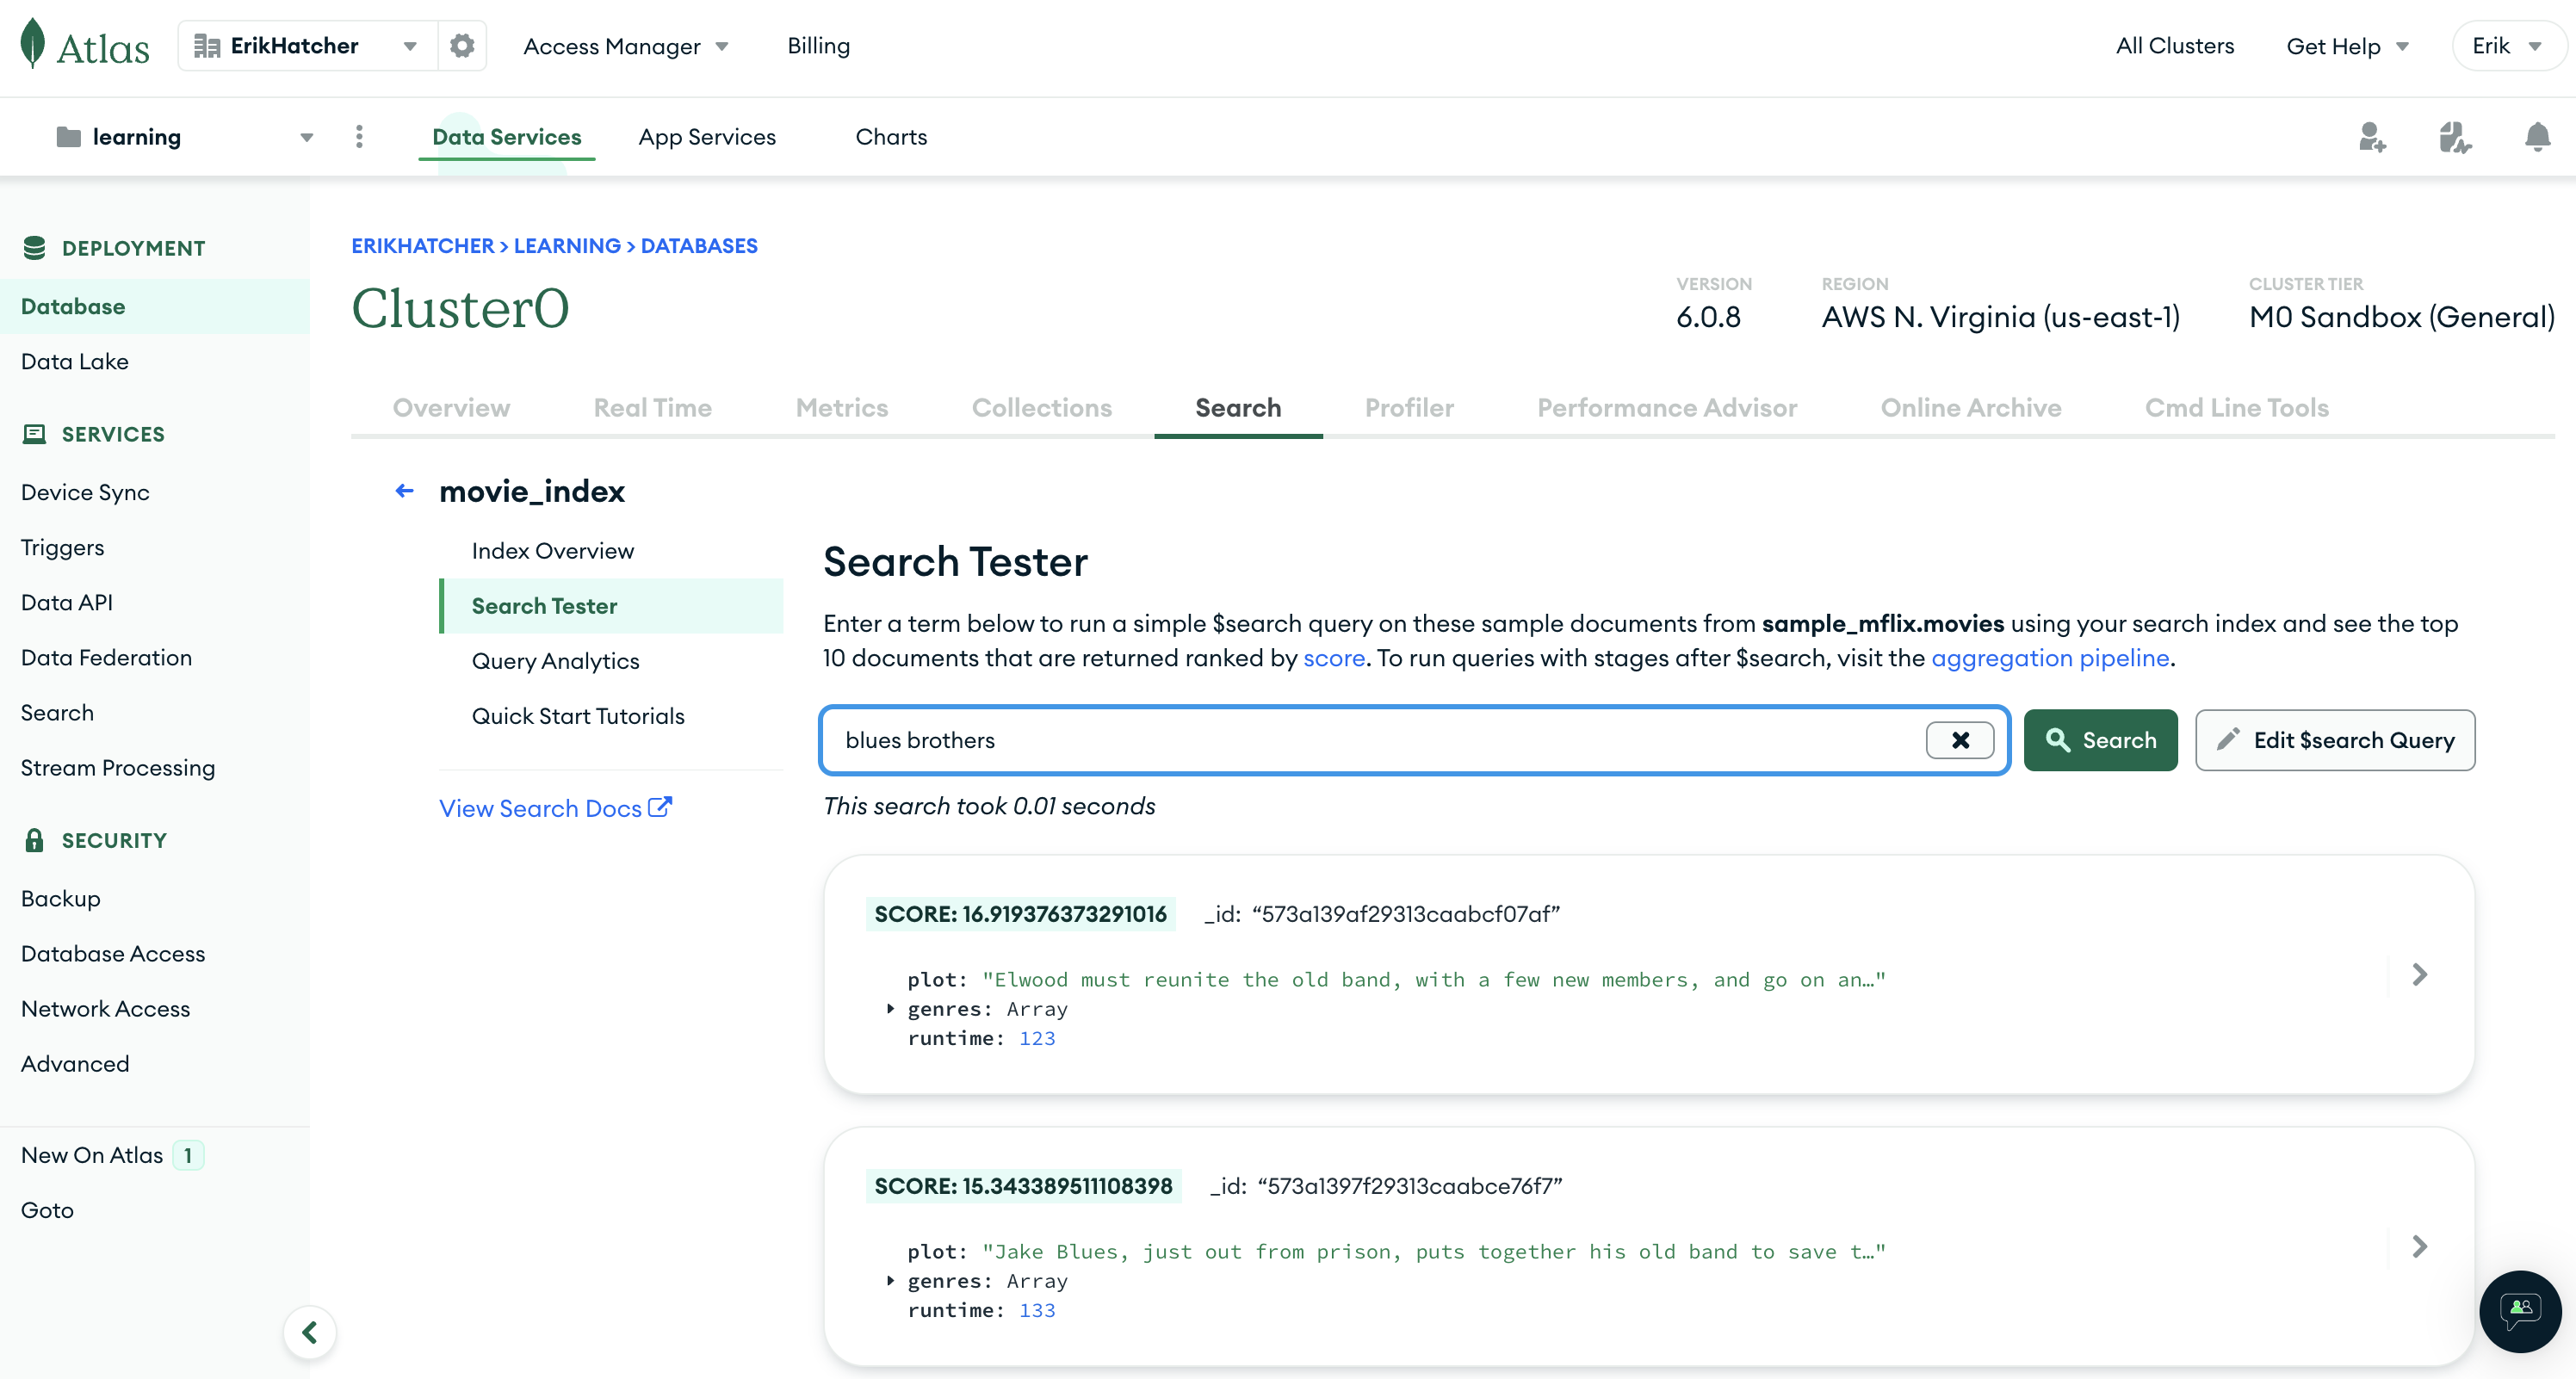 Atlas
ErikHatcher
Access Manager
Billing
All Clusters
Get Help
Erik
learning
Data Services
App Services
Charts
DEPLOYMENT
Database
Data Lake
SERVICES
Device Sync
Triggers
Data API
Data Federation
Search
Stream Processing
SECURITY
Backup
Database Access
Network Access
Advanced
New On Atlas 1
Goto
ERIKHATCHER > LEARNING > DATABASES
Cluster0
VERSION
6.0.8
REGION
AWS N. Virginia (us-east-1)
CLUSTER TIER
M0 Sandbox (General)
Overview
Real Time
Metrics
Collections
Search
Profiler
Performance Advisor
Online Archive
Cmd Line Tools
movie_index
Index Overview
Search Tester
Query Analytics
Quick Start Tutorials
View Search Docs
Search Tester
Enter a term below to run a simple $search query on these sample documents from sample_mflix.movies using your search index and see the top
10 documents that are returned ranked by score. To run queries with stages after $search, visit the aggregation pipeline.
blues brothers
Search
Edit $search Query
This search took 0.01 seconds
SCORE: 16.919376373291016 _id: “573a139af29313caabcf07af”
plot: "Elwood must reunite the old band, with a few new members, and go on an…"
genres: Array
runtime: 123
SCORE: 15.343389511108398 _id: “573a1397f29313caabce76f7”
plot: "Jake Blues, just out from prison, puts together his old band to save t…"
genres: Array
runtime: 133